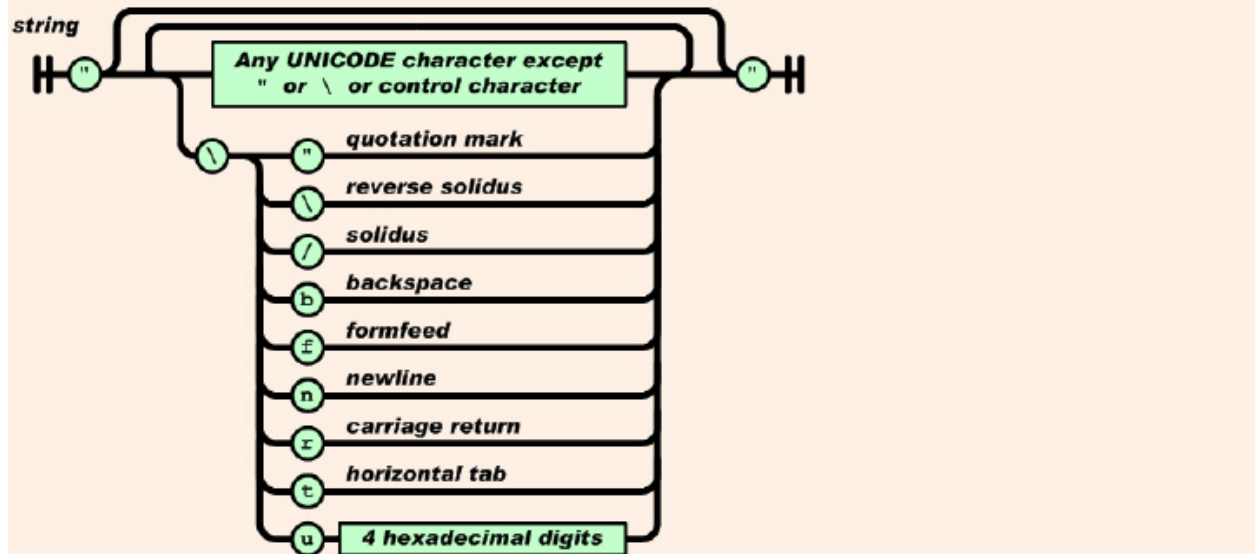 string
" Any UNICODE character except "
" or \ or control character
\ " quotation mark
\ reverse solidus
/ solidus
b backspace
f formfeed
n newline
r carriage return
t horizontal tab
u 4 hexadecimal digits